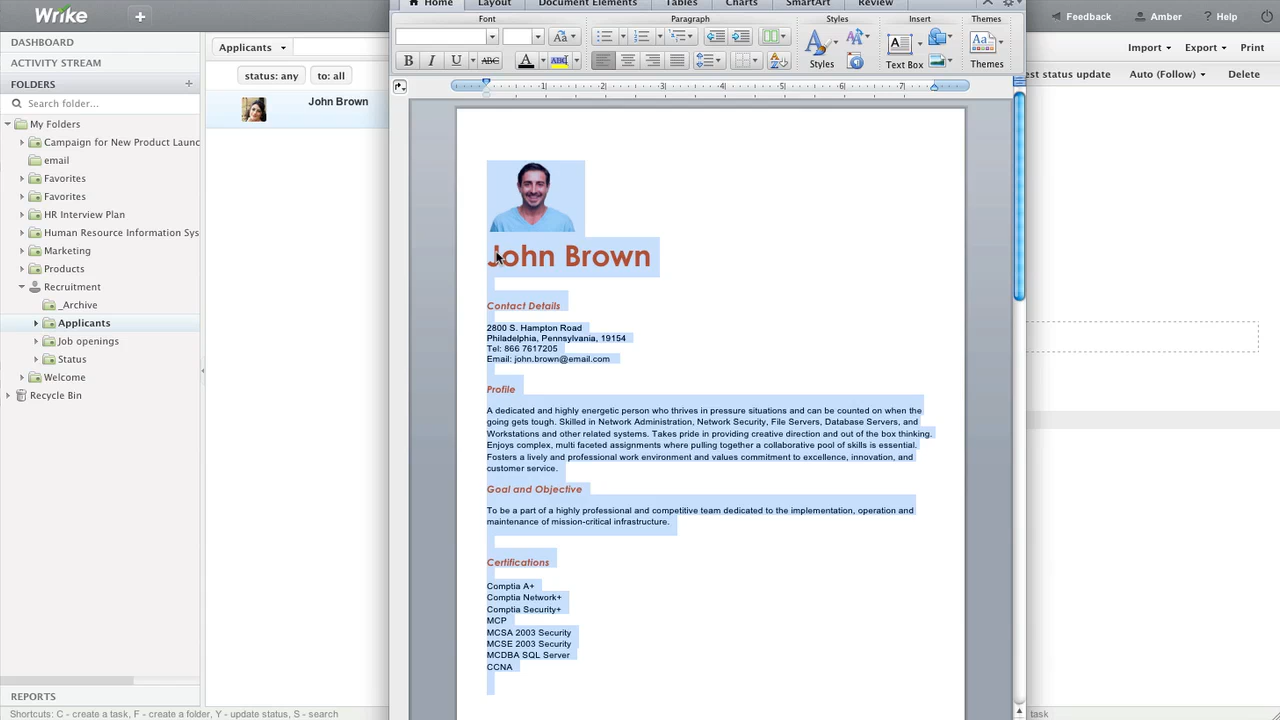 Wrike
Feedback
Amber
Help
DASHBOARD
ACTIVITY STREAM
FOLDERS
Search folder...
My Folders
Campaign for New Product Launc
email
Favorites
Favorites
HR Interview Plan
Human Resource Information Sys
Marketing
Products
Recruitment
_Archive
Applicants
Job openings
Status
Welcome
Recycle Bin
REPORTS
Shortcuts: C - create a task, F - create a folder, Y - update status, S - search
Applicants
status: any to: all
John Brown
Home Layout Document Elements Tables Charts SmartArt Review
Font Paragraph Styles Insert Themes
Aa
B I U ABC A ABC
Styles Text Box Themes
1 2 3 4 5 6 7
John Brown
Contact Details
2800 S. Hampton Road
Philadelphia, Pennsylvania, 19154
Tel: 866 7617205
Email: john.brown@email.com
Profile
A dedicated and highly energetic person who thrives in pressure situations and can be counted on when the
going gets tough. Skilled in Network Administration, Network Security, File Servers, Database Servers, and
Workstations and other related systems. Takes pride in providing creative direction and out of the box thinking.
Enjoys complex, multi faceted assignments where pulling together a collaborative pool of skills is essential.
Fosters a lively and professional work environment and values commitment to excellence, innovation, and
customer service.
Goal and Objective
To be a part of a highly professional and competitive team dedicated to the implementation, operation and
maintenance of mission-critical infrastructure.
Certifications
Comptia A+
Comptia Network+
Comptia Security+
MCP
MCSA 2003 Security
MCSE 2003 Security
MCDBA SQL Server
CCNA
Import Export Print
est status update Auto (Follow) Delete
task